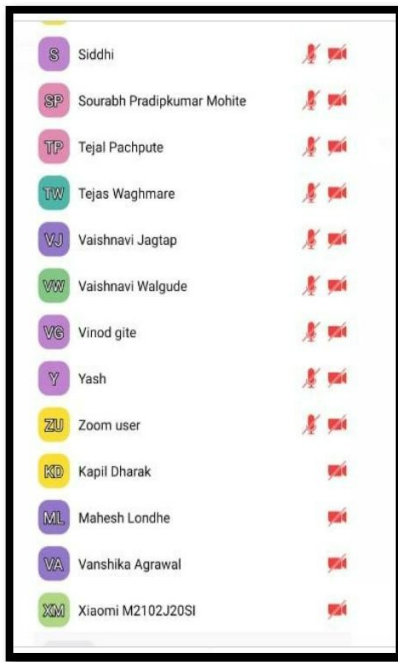 S Siddhi
SP Sourabh Pradipkumar Mohite
TP Tejal Pachpute
TW Tejas Waghmare
VJ Vaishnavi Jagtap
VW Vaishnavi Walgude
VG Vinod gite
Y Yash
ZU Zoom user
KD Kapil Dharak
ML Mahesh Londhe
VA Vanshika Agrawal
XM Xiaomi M2102J20SI